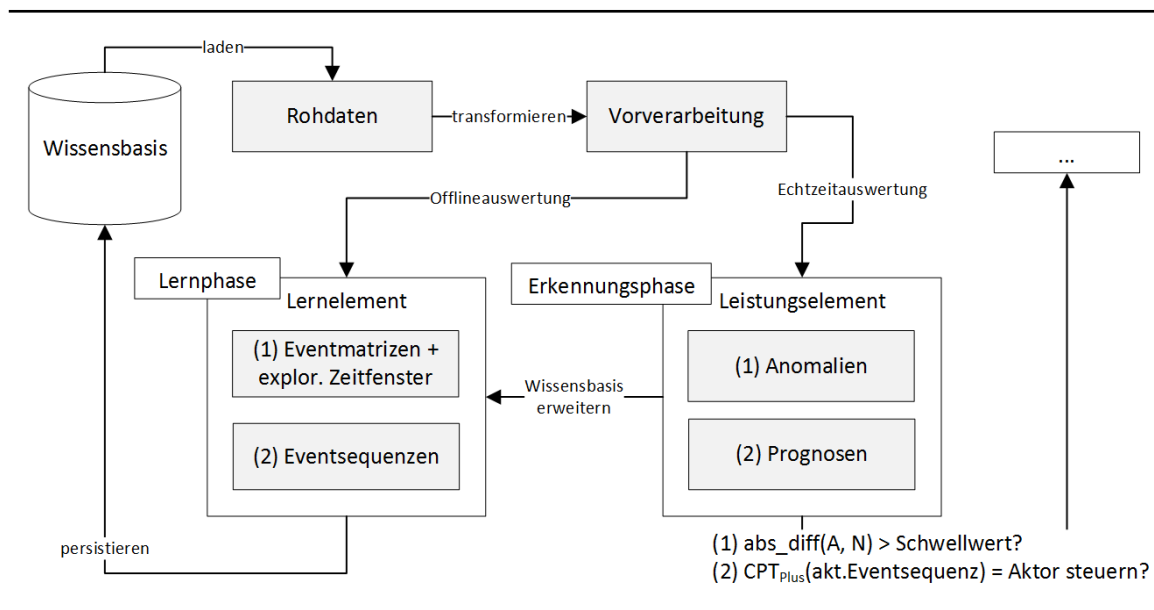 laden
Wissensbasis
Rohdaten
transformieren
Vorverarbeitung
...
Offlineauswertung
Echtzeitauswertung
Lernphase
Lernelement
(1) Eventmatrizen +
explor. Zeitfenster
(2) Eventsequenzen
Wissensbasis
erweitern
Erkennungsphase
Leistungselement
(1) Anomalien
(2) Prognosen
persistieren
(1) abs_diff(A, N) > Schwellwert?
(2) CPTPlus(akt.Eventsequenz) = Aktor steuern?